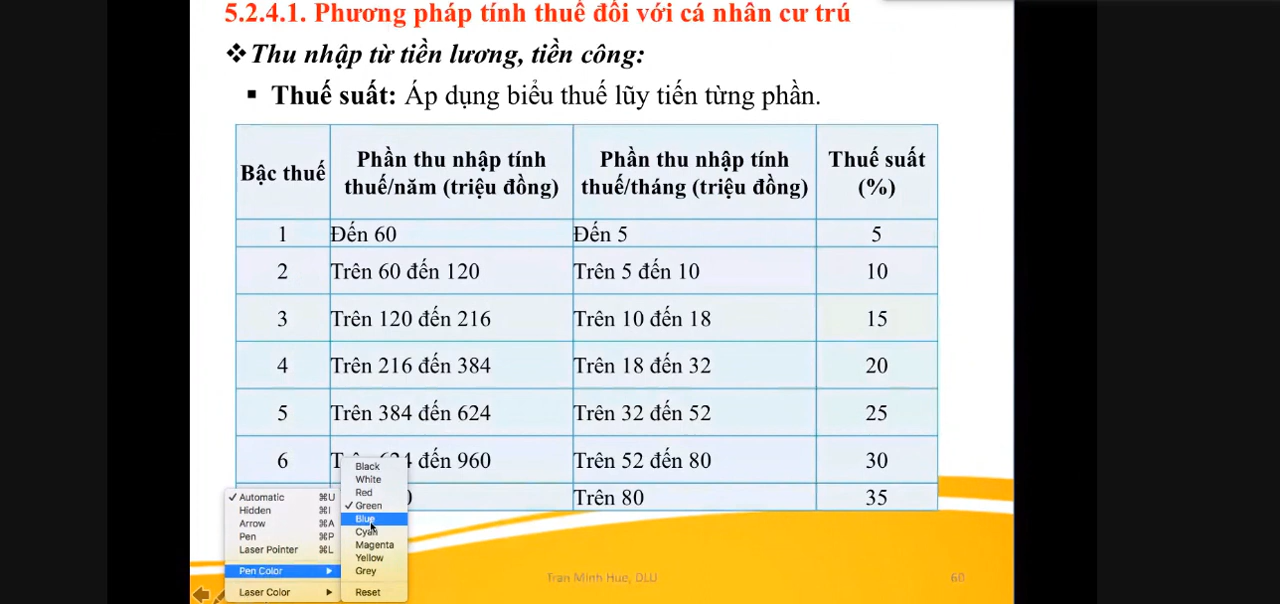 5.2.4.1. Phương pháp tính thuế đối với cá nhân cư trú
❖ Thu nhập từ tiền lương, tiền công:
▪ Thuế suất: Áp dụng biểu thuế lũy tiến từng phần.
Bậc thuế | Phần thu nhập tính thuế/năm (triệu đồng) | Phần thu nhập tính thuế/tháng (triệu đồng) | Thuế suất (%)
1 | Đến 60 | Đến 5 | 5
2 | Trên 60 đến 120 | Trên 5 đến 10 | 10
3 | Trên 120 đến 216 | Trên 10 đến 18 | 15
4 | Trên 216 đến 384 | Trên 18 đến 32 | 20
5 | Trên 384 đến 624 | Trên 32 đến 52 | 25
6 | đến 960 | Trên 52 đến 80 | 30
Trên 80 | 35
✓ Automatic ⌘U
Hidden ⌘I
Arrow ⌘A
Pen ⌘P
Laser Pointer ⌘L
Pen Color ▶
Laser Color ▶
Black
White
Red
✓ Green
Blue
Cyan
Magenta
Yellow
Grey
Reset
Tran Minh Hue, DLU
60